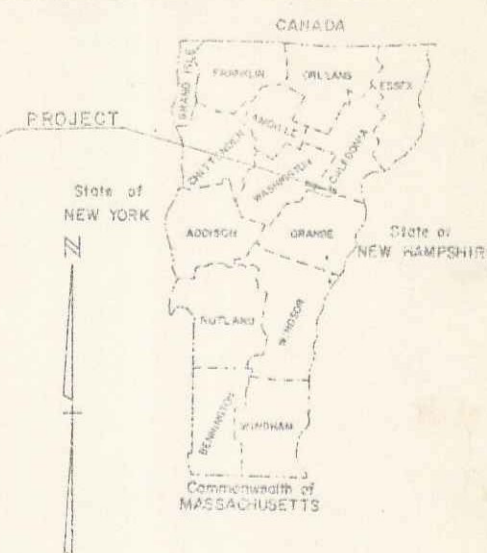 CANADA
GRAND ISLE
FRANKLIN
ORLEANS
ESSEX
PROJECT
LAMOILLE
CHITTENDEN
WASHINGTON
CALEDONIA
State of
NEW YORK
ADDISON
ORANGE
State of
NEW HAMPSHIR
N
RUTLAND
WINDSOR
BENNINGTON
WINDHAM
Commonwealth of
MASSACHUSETTS